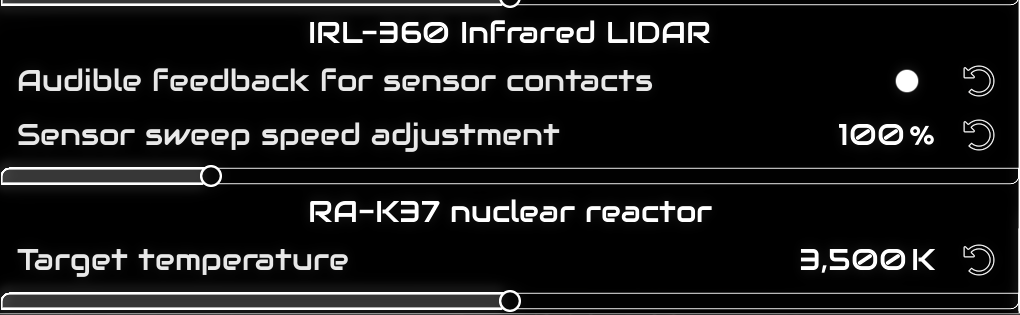 IRL-360 Infrared LIDAR
Audible feedback for sensor contacts
Sensor sweep speed adjustment 100 %
RA-K37 nuclear reactor
Target temperature 3,500 K